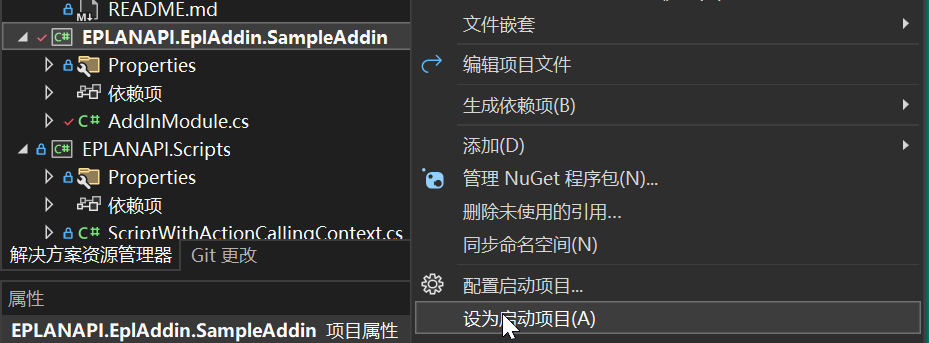 README.md
EPLANAPI.EplAddin.SampleAddin
Properties
依赖项
AddInModule.cs
EPLANAPI.Scripts
Properties
依赖项
ScriptWithActionCallingContext.cs
解决方案资源管理器
Git 更改
属性
EPLANAPI.EplAddin.SampleAddin 项目属性
文件嵌套
编辑项目文件
生成依赖项(B)
添加(D)
管理 NuGet 程序包(N)...
删除未使用的引用...
同步命名空间(N)
配置启动项目...
设为启动项目(A)